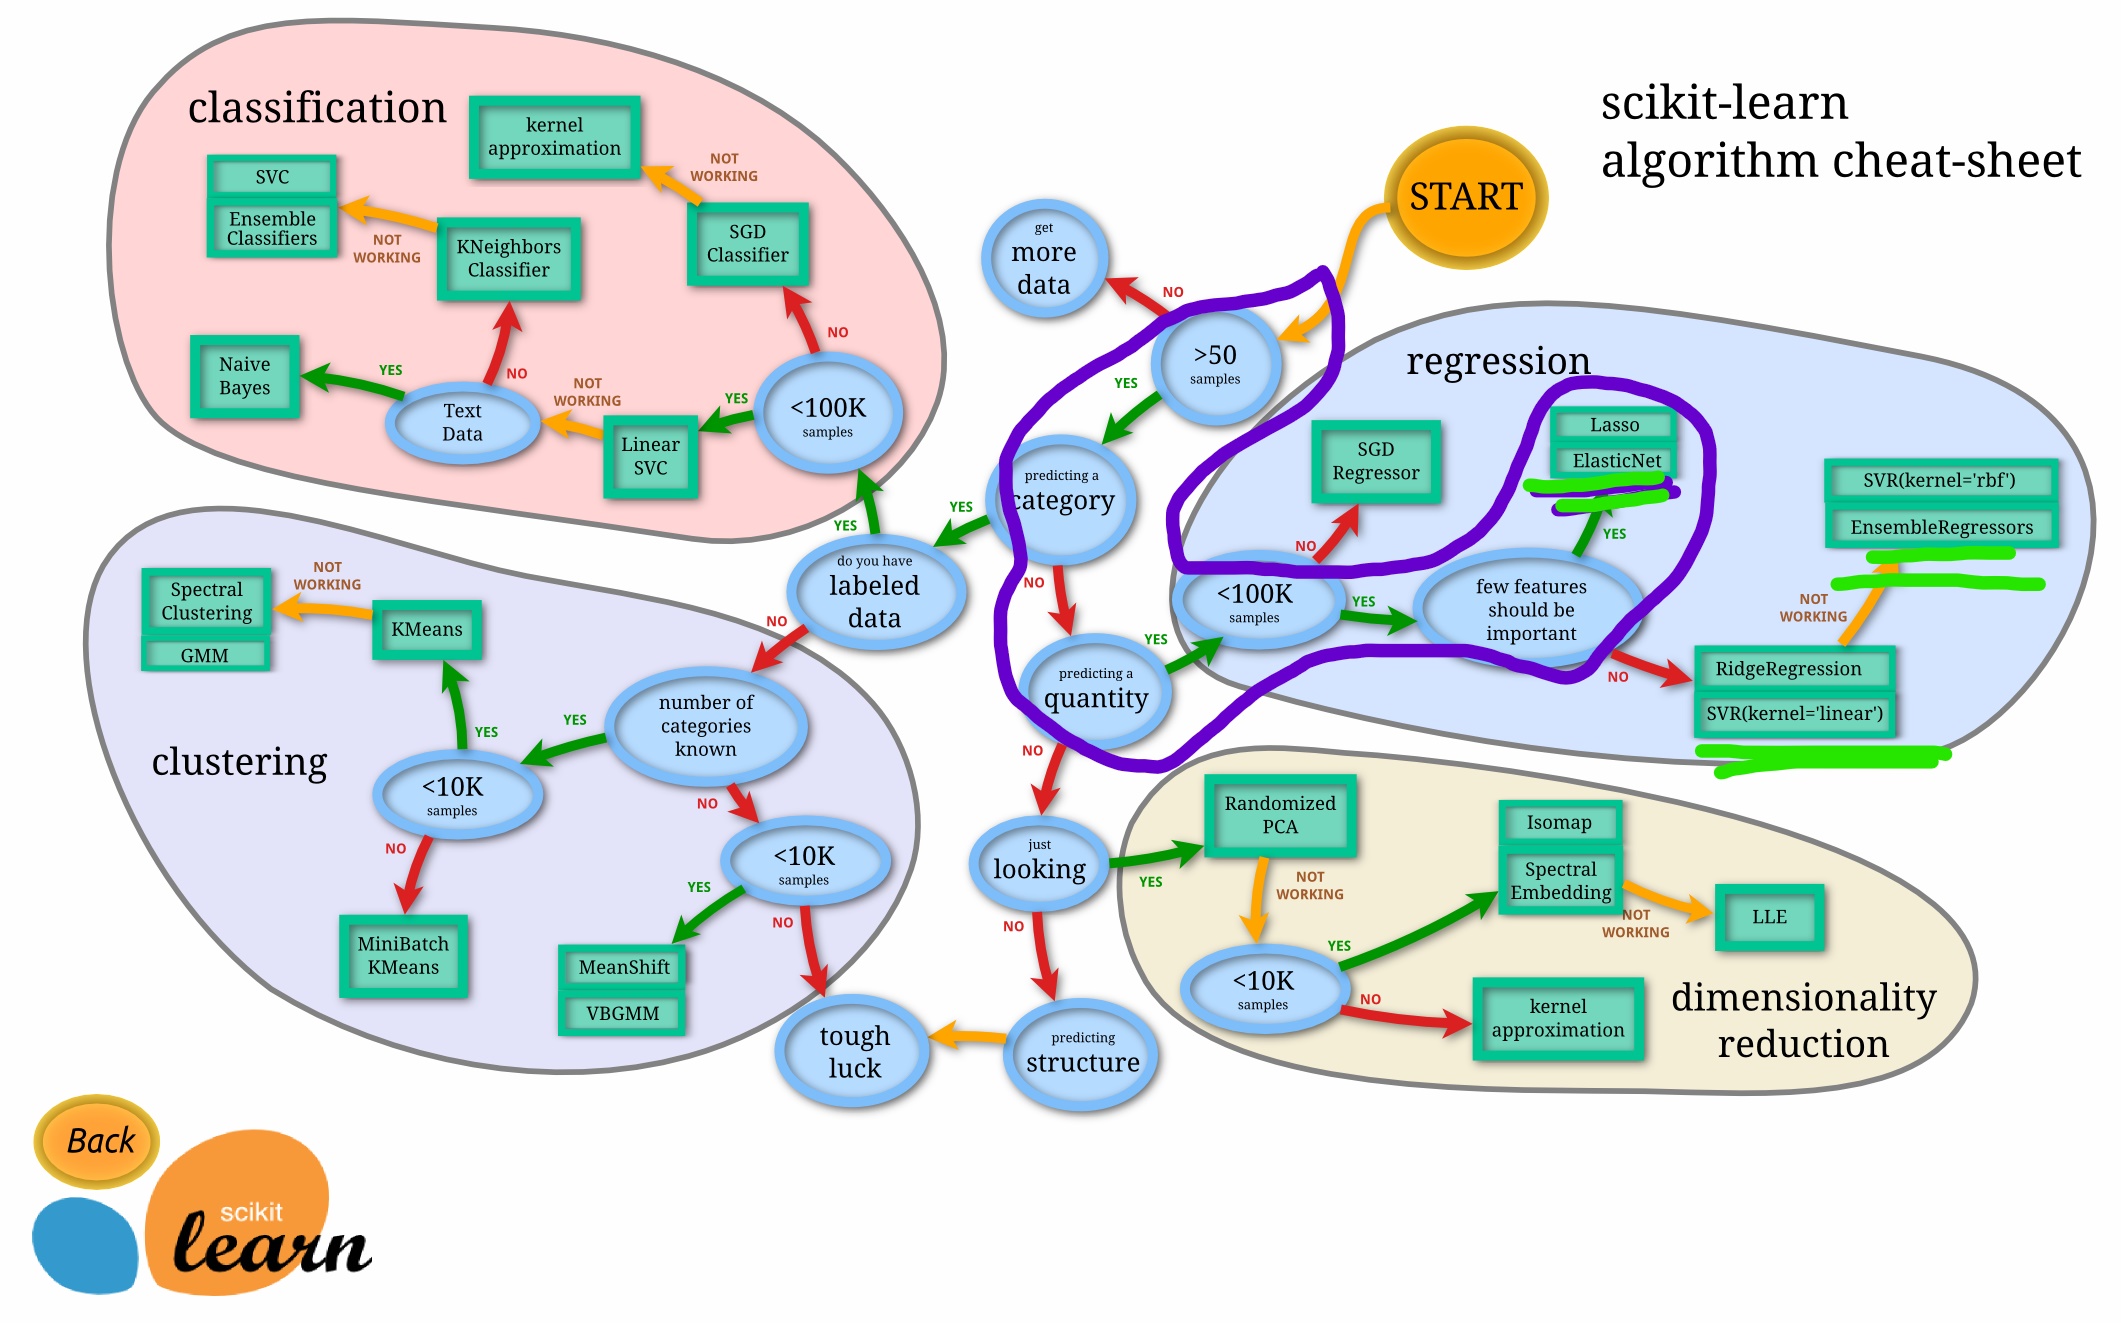 scikit-learn
algorithm cheat-sheet
START
classification
kernel
approximation
NOT
WORKING
SVC
Ensemble
Classifiers
NOT
WORKING
KNeighbors
Classifier
SGD
Classifier
NO
Naive
Bayes
YES
NO
Text
Data
NOT
WORKING
Linear
SVC
YES
<100K
samples
get
more
data
NO
>50
samples
YES
predicting a
category
YES
NO
YES
do you have
labeled
data
NO
predicting a
quantity
YES
NO
regression
SGD
Regressor
NO
Lasso
ElasticNet
YES
<100K
samples
YES
few features
should be
important
NO
SVR(kernel='rbf')
EnsembleRegressors
NOT
WORKING
RidgeRegression
SVR(kernel='linear')
clustering
Spectral
Clustering
GMM
NOT
WORKING
KMeans
YES
<10K
samples
YES
number of
categories
known
NO
NO
<10K
samples
YES
NO
MiniBatch
KMeans
MeanShift
VBGMM
just
looking
YES
NO
tough
luck
predicting
structure
Randomized
PCA
NOT
WORKING
<10K
samples
YES
NO
Isomap
Spectral
Embedding
NOT
WORKING
LLE
kernel
approximation
dimensionality
reduction
Back
scikit
learn